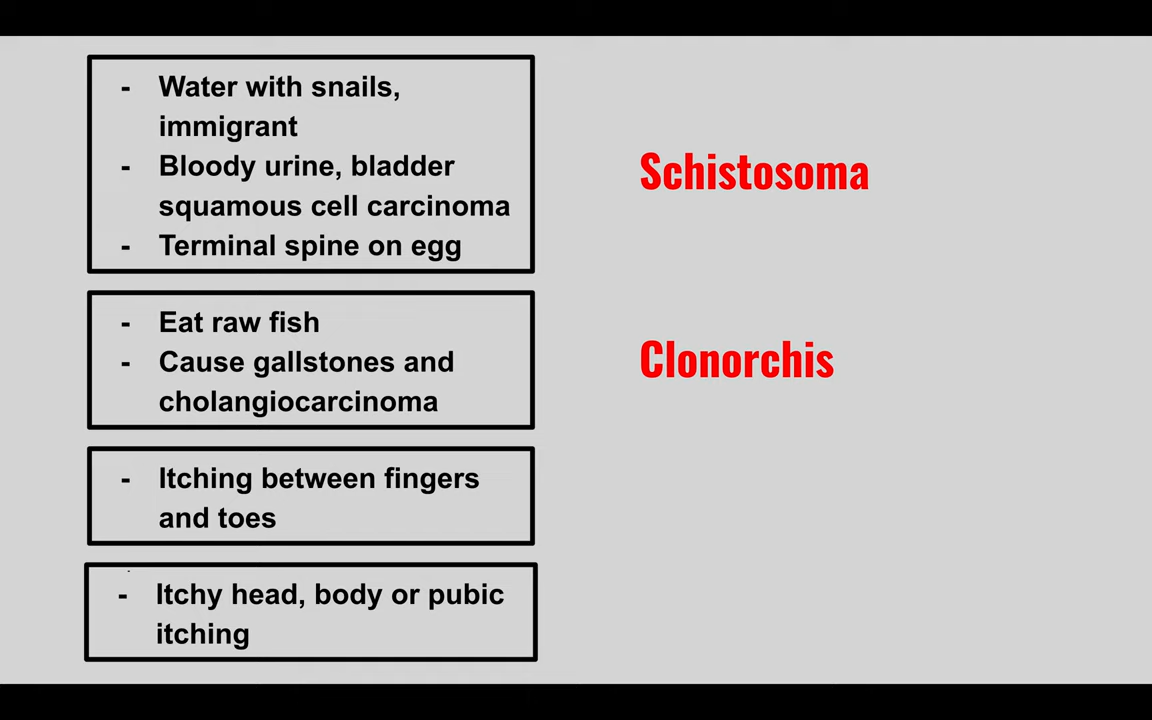 - Water with snails,
immigrant
- Bloody urine, bladder
squamous cell carcinoma
- Terminal spine on egg
Schistosoma
- Eat raw fish
- Cause gallstones and
cholangiocarcinoma
Clonorchis
- Itching between fingers
and toes
- Itchy head, body or pubic
itching